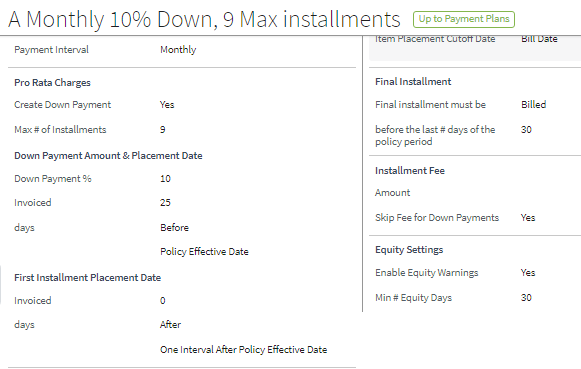 A Monthly 10% Down, 9 Max installments Up to Payment Plans
Payment Interval Monthly
Pro Rata Charges
Create Down Payment Yes
Max # of Installments 9
Down Payment Amount & Placement Date
Down Payment % 10
Invoiced 25
days Before
Policy Effective Date
First Installment Placement Date
Invoiced 0
days After
One Interval After Policy Effective Date
Item Placement Cutoff Date Bill Date
Final Installment
Final installment must be Billed
before the last # days of the 30
policy period
Installment Fee
Amount
Skip Fee for Down Payments Yes
Equity Settings
Enable Equity Warnings Yes
Min # Equity Days 30